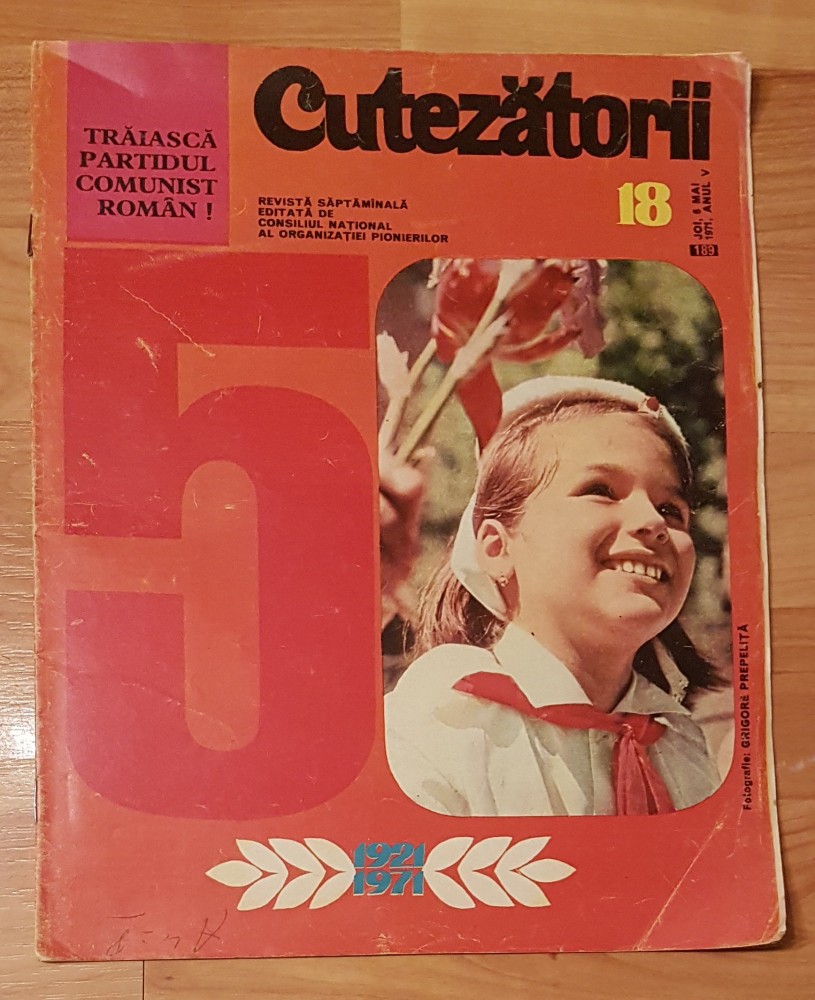 TRĂIASCĂ
PARTIDUL
COMUNIST
ROMÂN !
Cutezătorii
REVISTĂ SĂPTĂMÎNALĂ
EDITATĂ DE
CONSILIUL NAȚIONAL
AL ORGANIZAȚIEI PIONIERILOR
18
JOI, 6 MAI
1971, ANUL V
189
50
Fotografie: GRIGORE PREPELIȚĂ
1921
1971